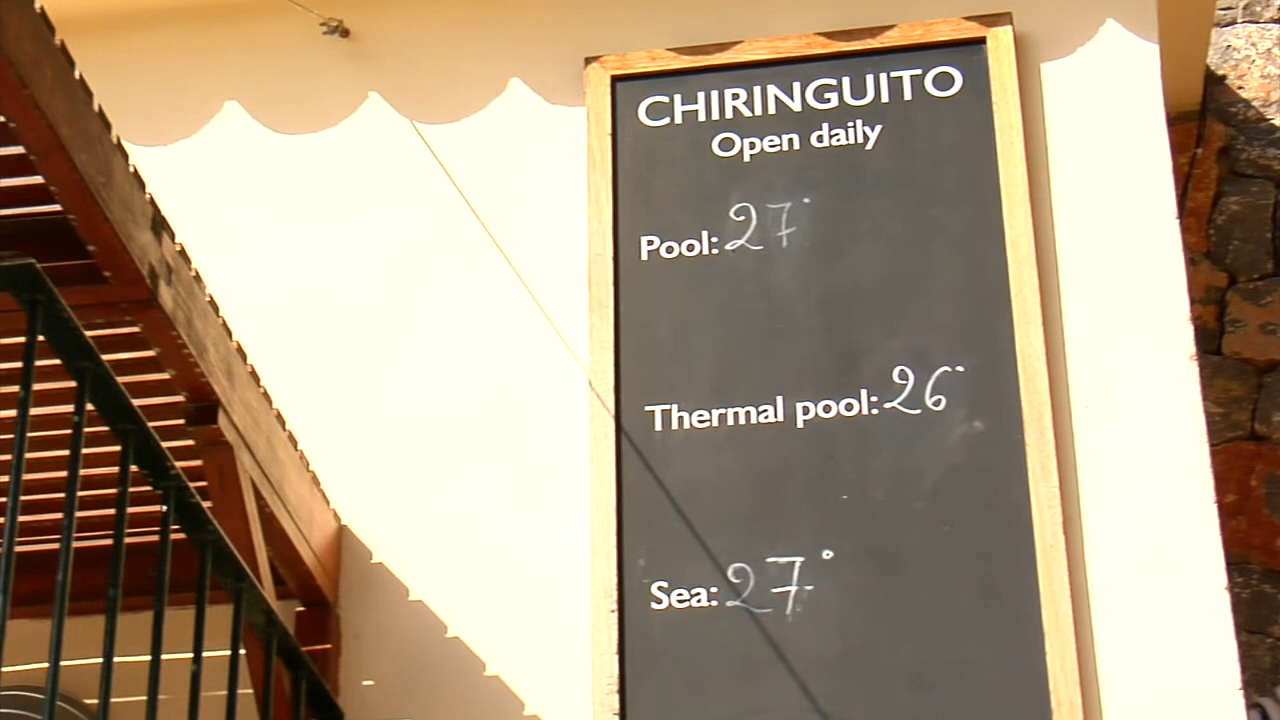 CHIRINGUITO
Open daily
Pool: 27°
Thermal pool: 26°
Sea: 27°